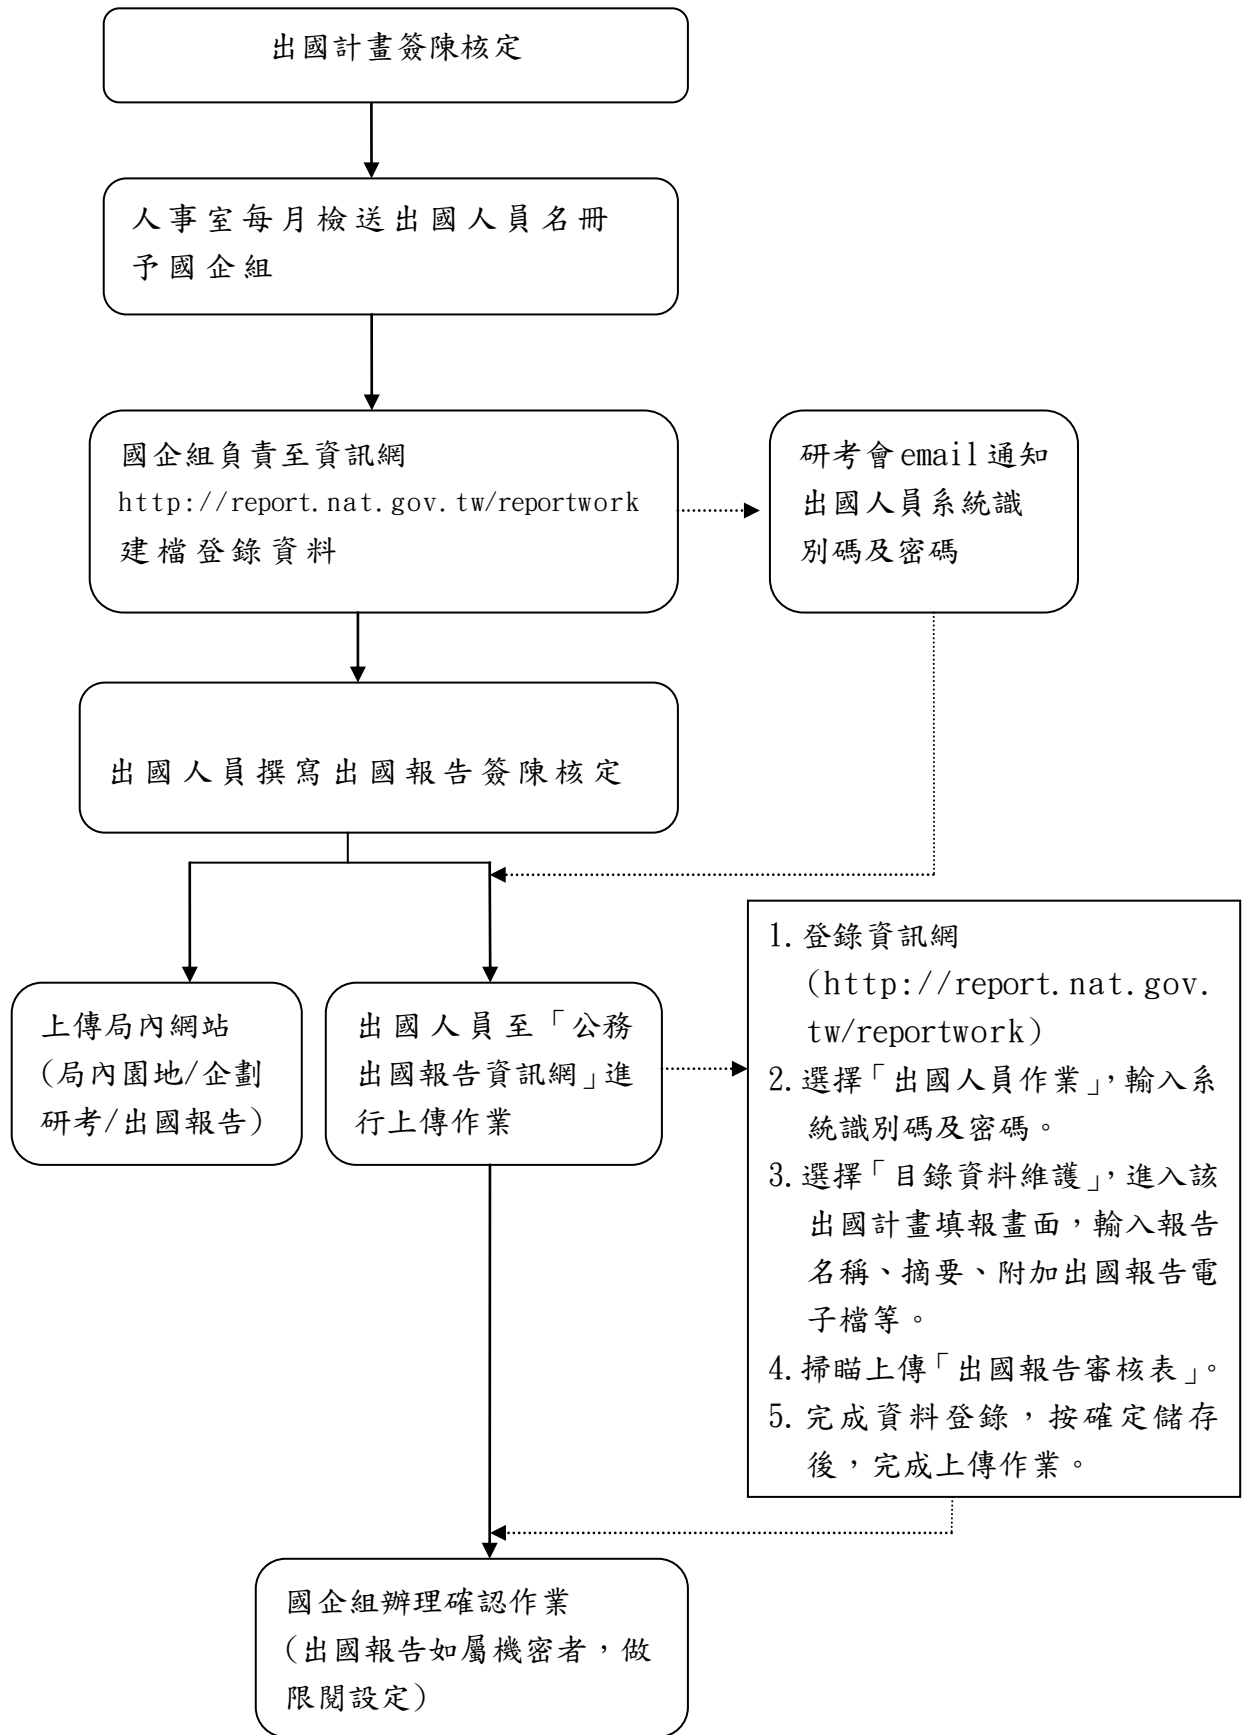 出國計畫簽陳核定
人事室每月檢送出國人員名冊
予國企組
國企組負責至資訊網
http://report.nat.gov.tw/reportwork
建檔登錄資料
研考會email通知
出國人員系統識
別碼及密碼
出國人員撰寫出國報告簽陳核定
上傳局內網站
(局內園地/企劃
研考/出國報告)
出國人員至「公務
出國報告資訊網」進
行上傳作業
1. 登錄資訊網
(http://report.nat.gov.
tw/reportwork)
2. 選擇「出國人員作業」,輸入系
統識別碼及密碼。
3. 選擇「目錄資料維護」,進入該
出國計畫填報畫面,輸入報告
名稱、摘要、附加出國報告電
子檔等。
4. 掃瞄上傳「出國報告審核表」。
5. 完成資料登錄,按確定儲存
後,完成上傳作業。
國企組辦理確認作業
(出國報告如屬機密者,做
限閱設定)